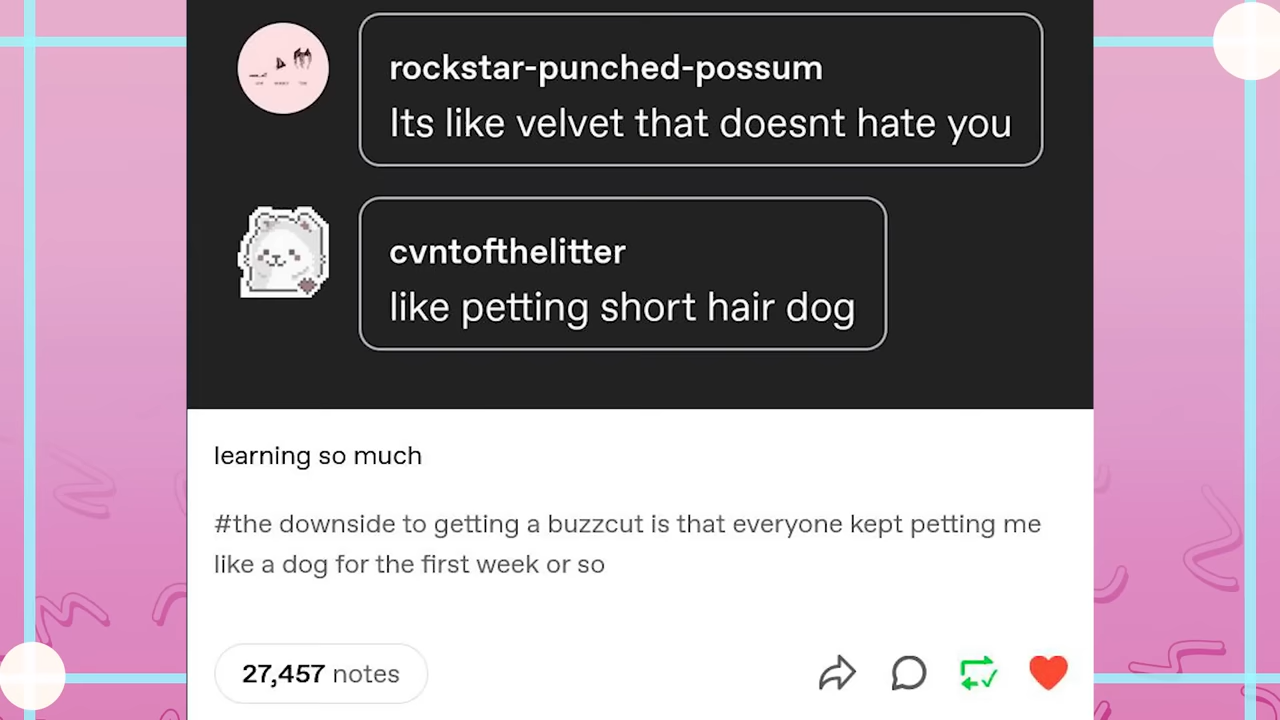 rockstar-punched-possum
Its like velvet that doesnt hate you
cvntofthelitter
like petting short hair dog
learning so much
#the downside to getting a buzzcut is that everyone kept petting me
like a dog for the first week or so
27,457 notes